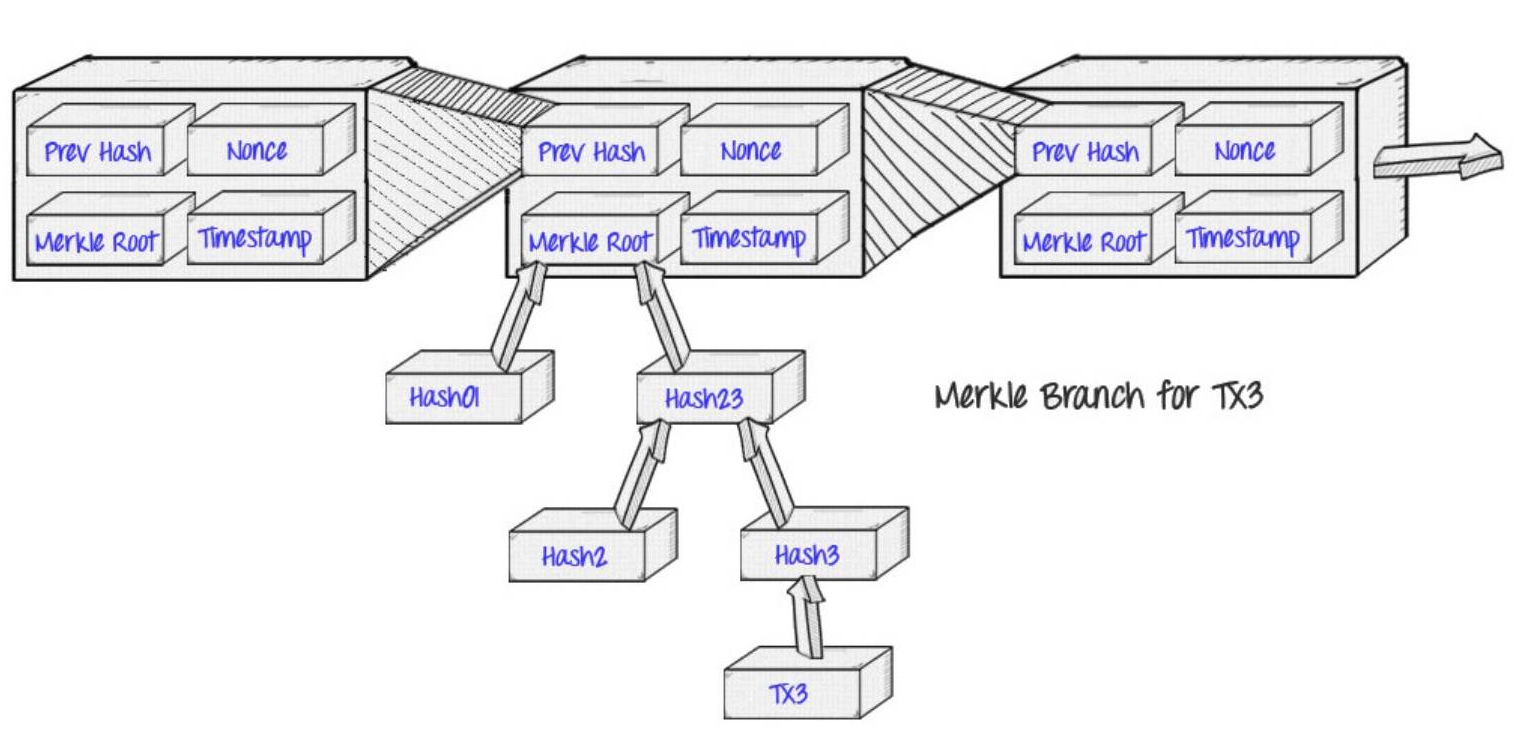 Prev Hash
Nonce
Prev Hash
Nonce
Prev Hash
Nonce
Merkle Root
Timestamp
Merkle Root
Timestamp
Merkle Root
Timestamp
Hash01
Hash23
Merkle Branch for TX3
Hash2
Hash3
TX3